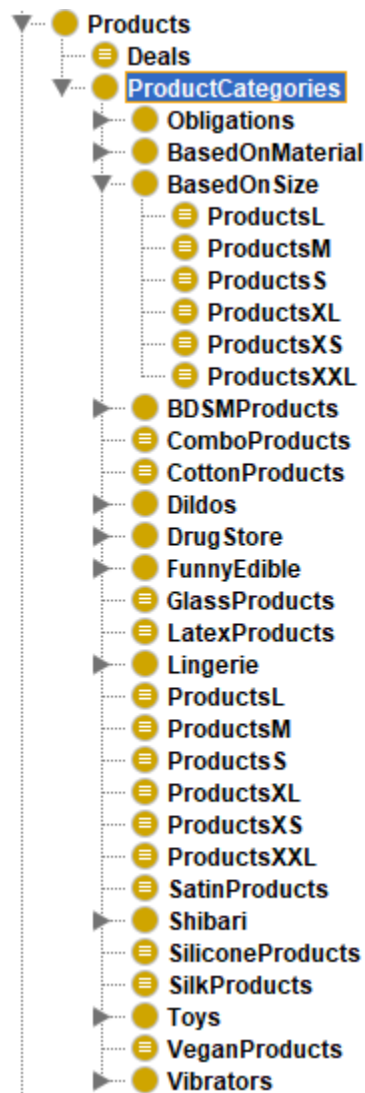 Products
Deals
ProductCategories
Obligations
BasedOnMaterial
BasedOnSize
ProductsL
ProductsM
ProductsS
ProductsXL
ProductsXS
ProductsXXL
BDSMProducts
ComboProducts
CottonProducts
Dildos
DrugStore
FunnyEdible
GlassProducts
LatexProducts
Lingerie
ProductsL
ProductsM
ProductsS
ProductsXL
ProductsXS
ProductsXXL
SatinProducts
Shibari
SiliconeProducts
SilkProducts
Toys
VeganProducts
Vibrators